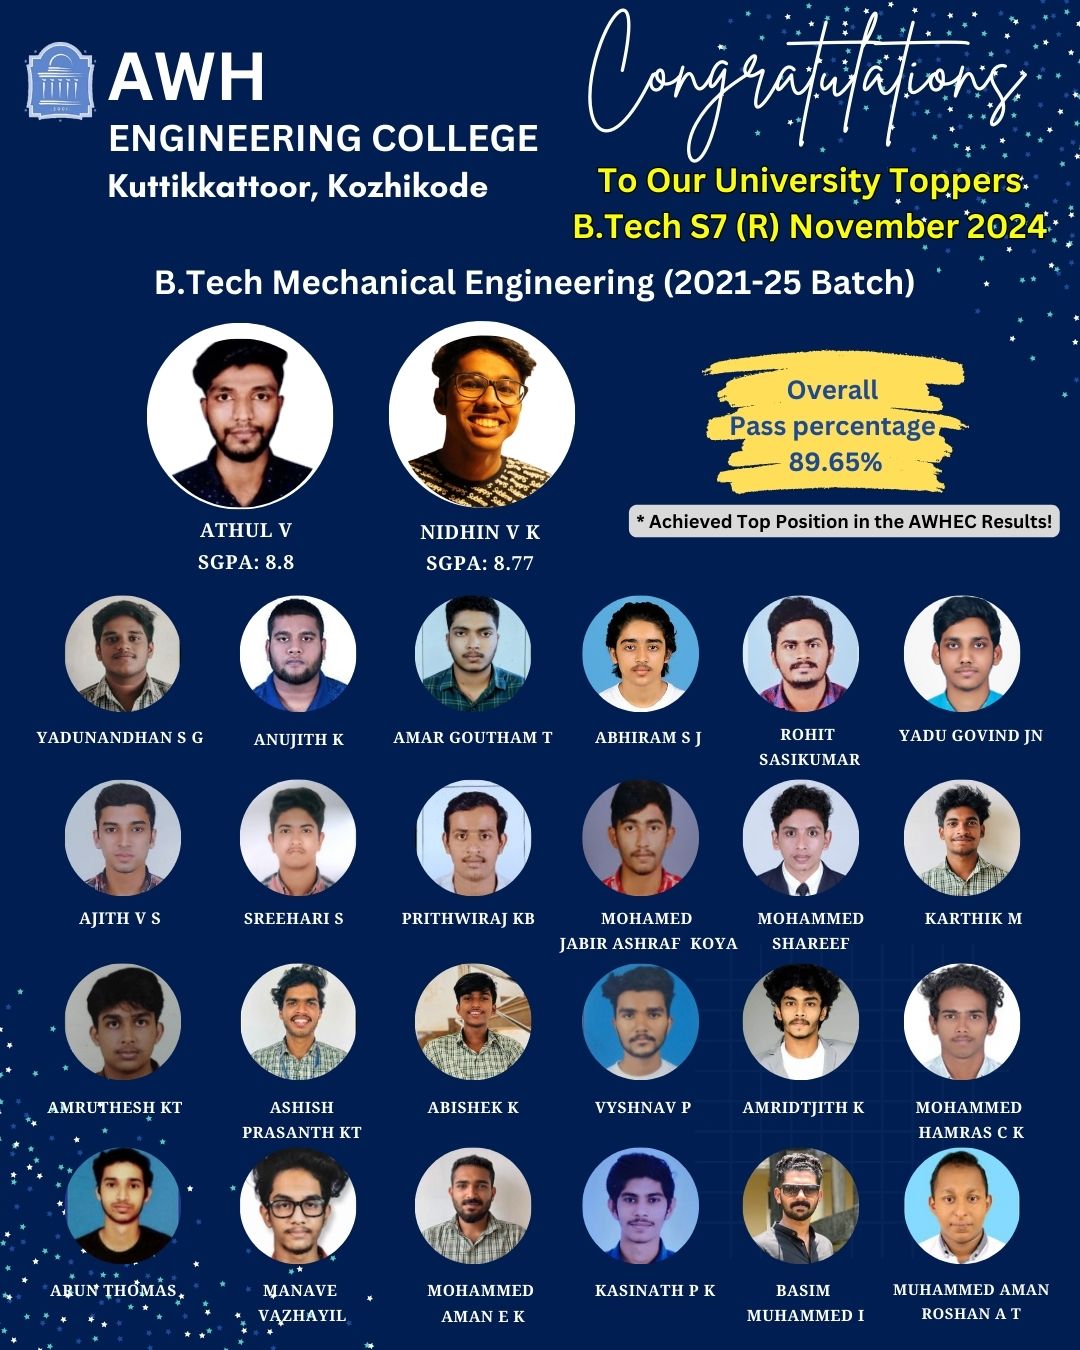 AWH
ENGINEERING COLLEGE
Kuttikkattoor, Kozhikode
Congratulations
To Our University Toppers
B.Tech S7 (R) November 2024
B.Tech Mechanical Engineering (2021-25 Batch)
ATHUL V
SGPA: 8.8
NIDHIN V K
SGPA: 8.77
Overall
Pass percentage
89.65%
* Achieved Top Position in the AWHEC Results!
YADUNANDHAN S G
ANUJITH K
AMAR GOUTHAM T
ABHIRAM S J
ROHIT
SASIKUMAR
YADU GOVIND JN
AJITH V S
SREEHARI S
PRITHWIRAJ KB
MOHAMED
JABIR ASHRAF KOYA
MOHAMMED
SHAREEF
KARTHIK M
AMRUTHESH KT
ASHISH
PRASANTH KT
ABISHEK K
VYSHNAV P
AMRIDTJITH K
MOHAMMED
HAMRAS C K
ARUN THOMAS
MANAVE
VAZHAYIL
MOHAMMED
AMAN E K
KASINATH P K
BASIM
MUHAMMED I
MUHAMMED AMAN
ROSHAN A T